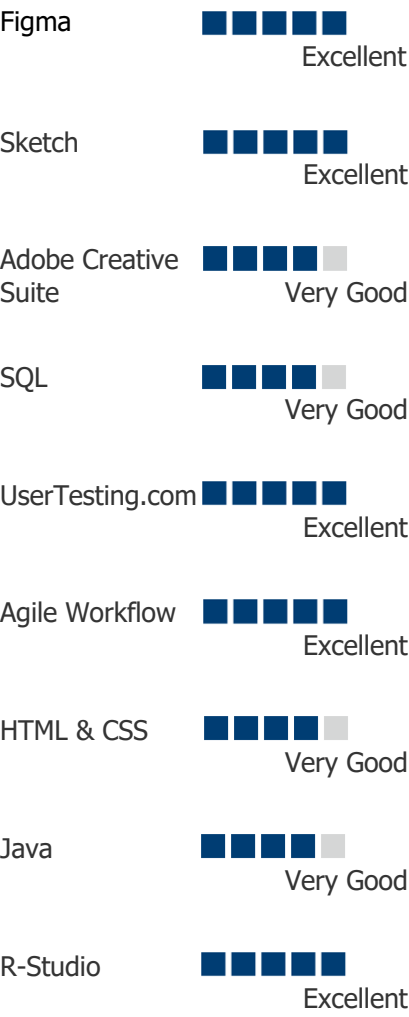 Figma
Excellent
Sketch
Excellent
Adobe Creative
Suite
Very Good
SQL
Very Good
UserTesting.com
Excellent
Agile Workflow
Excellent
HTML & CSS
Very Good
Java
Very Good
R-Studio
Excellent